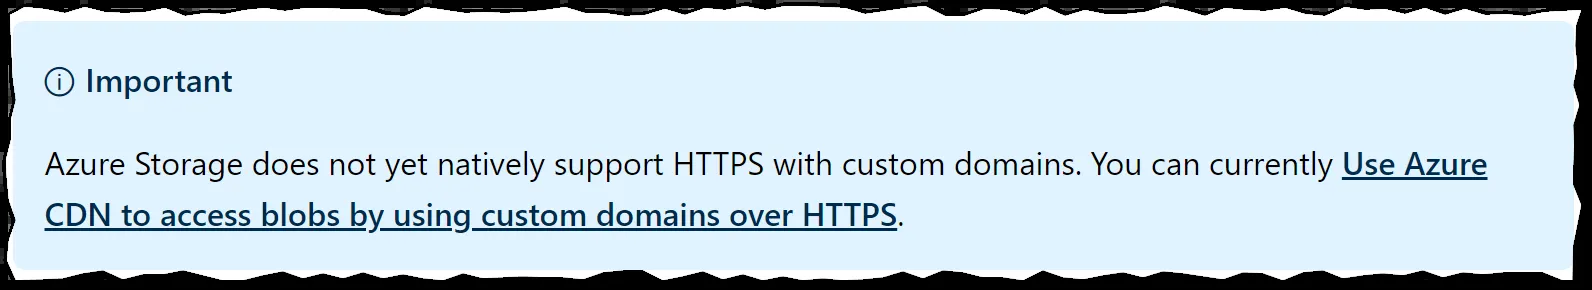 Important
Azure Storage does not yet natively support HTTPS with custom domains. You can currently Use Azure
CDN to access blobs by using custom domains over HTTPS.